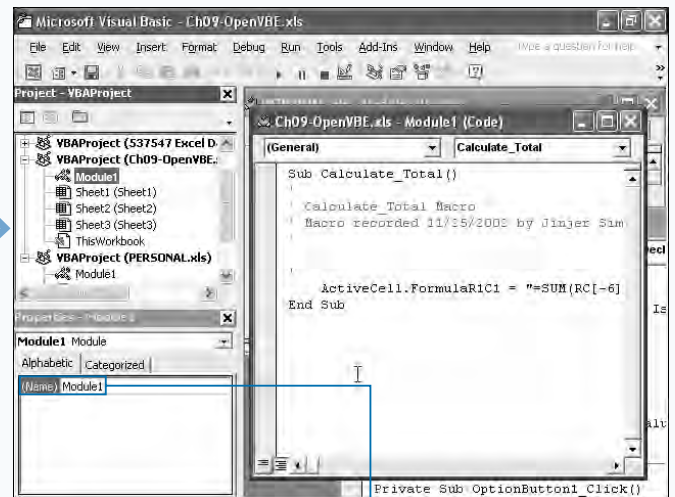 Microsoft Visual Basic - Ch09-OpenVBE.xls
File Edit View Insert Format Debug Run Tools Add-Ins Window Help Type a question for help
Project - VBAProject
VBAProject (537547 Excel D
VBAProject (Ch09-OpenVBE.
Module1
Sheet1 (Sheet1)
Sheet2 (Sheet2)
Sheet3 (Sheet3)
ThisWorkbook
VBAProject (PERSONAL.xls)
Module1
Properties - Module1
Module1 Module
Alphabetic Categorized
(Name) Module1
Ch09-OpenVBE.xls - Module1 (Code)
(General) Calculate_Total
Sub Calculate_Total()
'
' Calculate_Total Macro
' Macro recorded by Jinjer Sim
'
'
ActiveCell.FormulaR1C1 = "=SUM(RC[-6]
End Sub
Private Sub OptionButton1_Click()